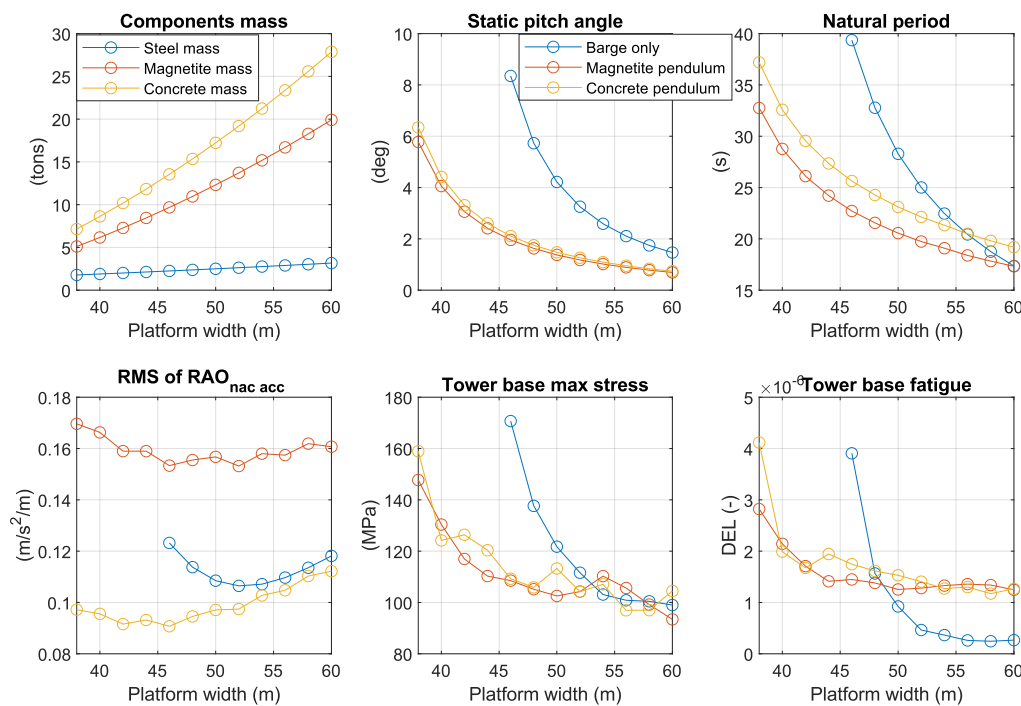 Components mass
30
25
20
15
10
5
0
(tons)
40 45 50 55 60
Platform width (m)
Steel mass
Magnetite mass
Concrete mass
Static pitch angle
10
8
6
4
2
0
(deg)
40 45 50 55 60
Platform width (m)
Barge only
Magnetite pendulum
Concrete pendulum
Natural period
40
35
30
25
20
15
(s)
40 45 50 55 60
Platform width (m)
RMS of RAO nac acc
0.18
0.16
0.14
0.12
0.1
0.08
(m/s²/m)
40 45 50 55 60
Platform width (m)
Tower base max stress
180
160
140
120
100
80
(MPa)
40 45 50 55 60
Platform width (m)
×10⁻⁶ Tower base fatigue
5
4
3
2
1
0
DEL (-)
40 45 50 55 60
Platform width (m)